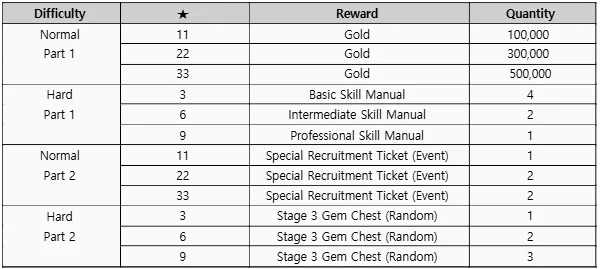 Difficulty ★ Reward Quantity
Normal 11 Gold 100,000
Part 1 22 Gold 300,000
33 Gold 500,000
Hard 3 Basic Skill Manual 4
Part 1 6 Intermediate Skill Manual 2
9 Professional Skill Manual 1
Normal 11 Special Recruitment Ticket (Event) 1
Part 2 22 Special Recruitment Ticket (Event) 2
33 Special Recruitment Ticket (Event) 2
Hard 3 Stage 3 Gem Chest (Random) 1
Part 2 6 Stage 3 Gem Chest (Random) 2
9 Stage 3 Gem Chest (Random) 3